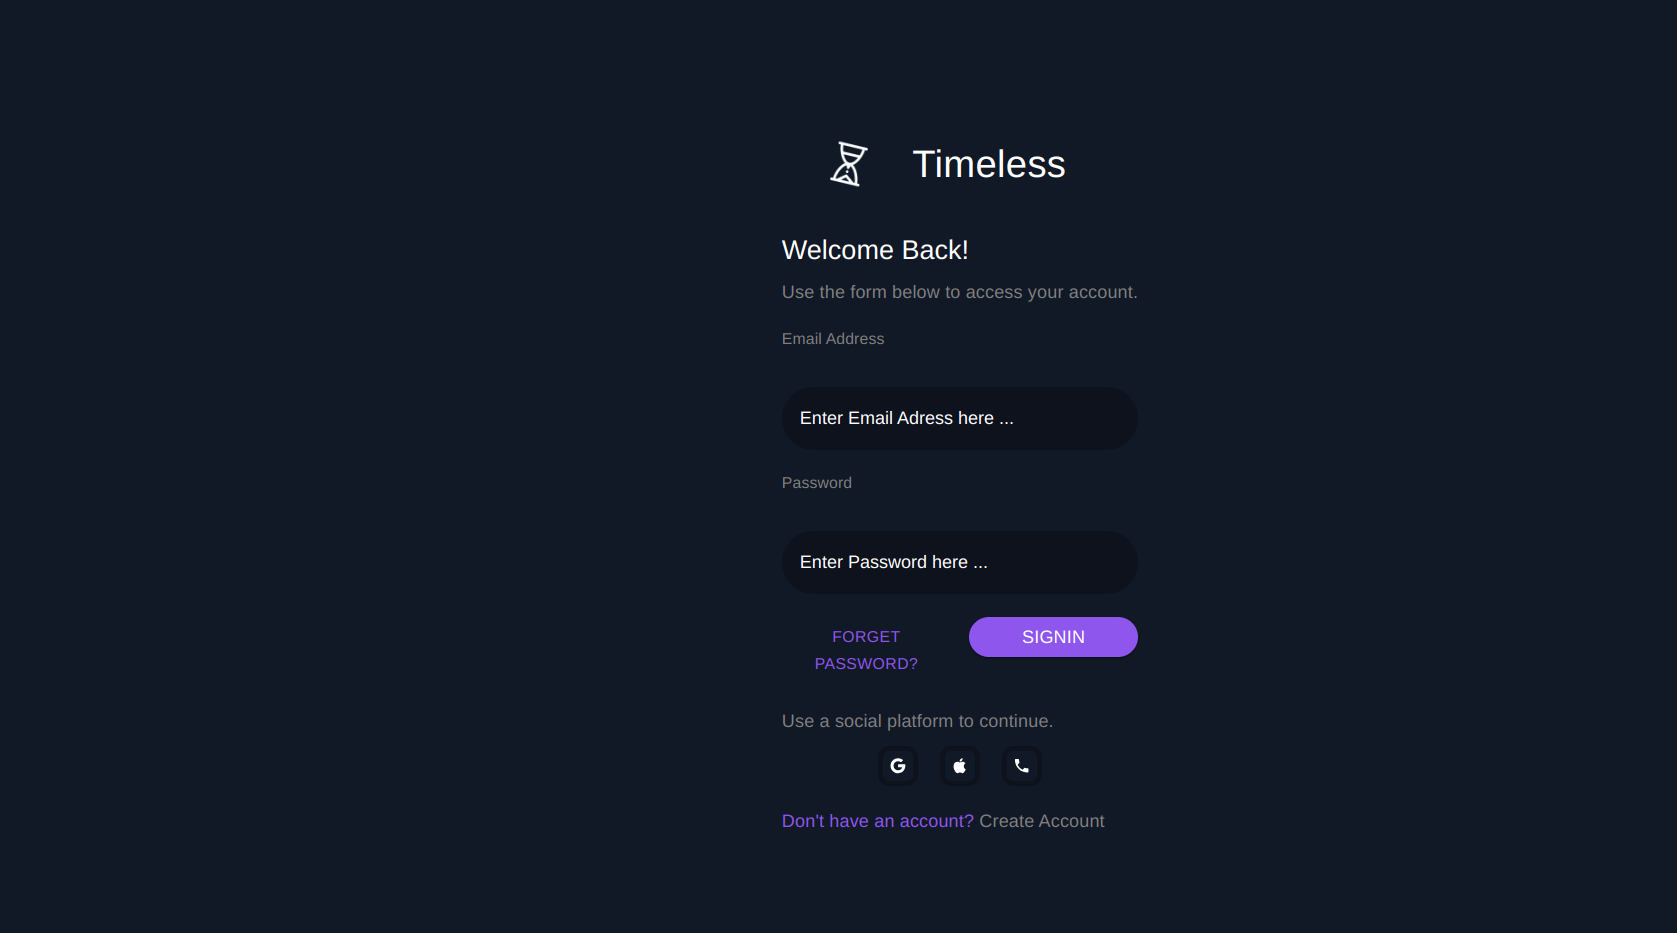 Timeless
Welcome Back!
Use the form below to access your account.
Email Address
Enter Email Adress here ...
Password
Enter Password here ...
FORGET
PASSWORD?
SIGNIN
Use a social platform to continue.
Don't have an account? Create Account